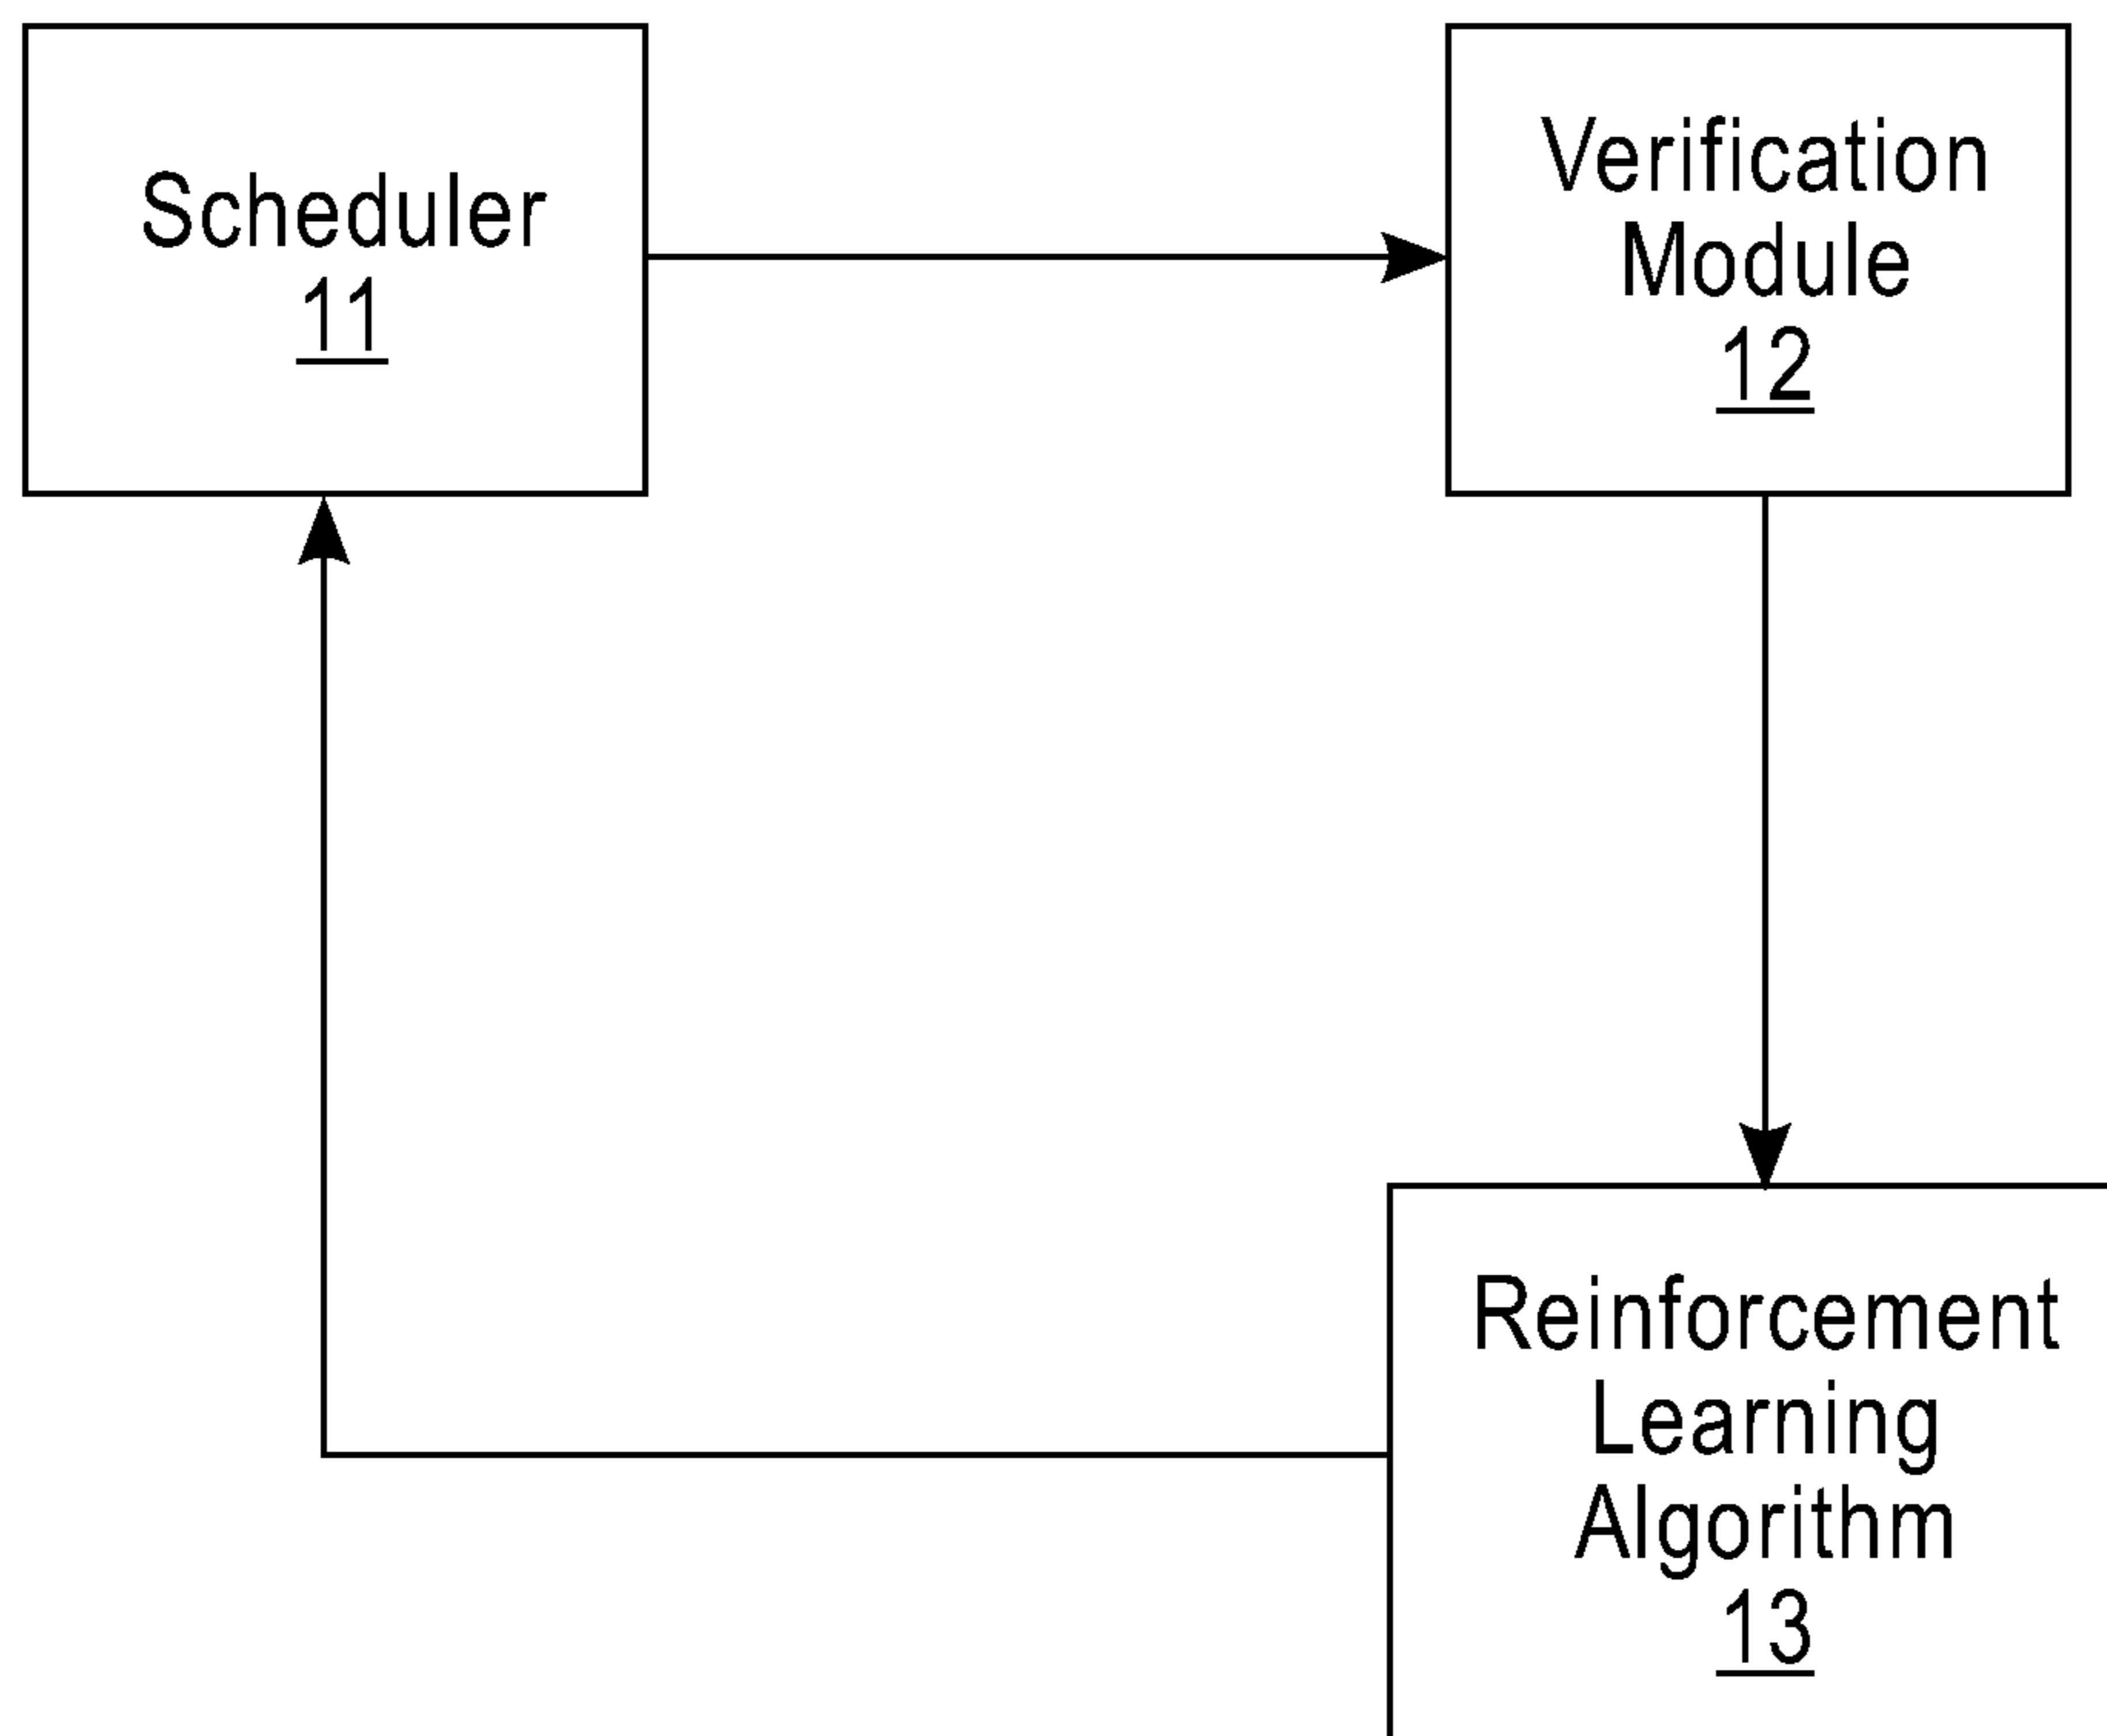 Scheduler
11
Verification
Module
12
Reinforcement
Learning
Algorithm
13